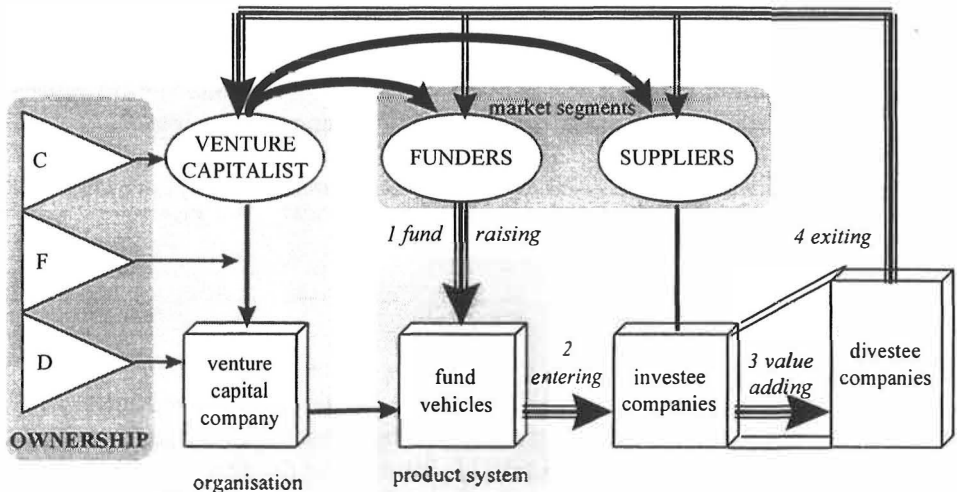 market segments
C
VENTURE
CAPITALIST
FUNDERS
SUPPLIERS
1 fund raising
4 exiting
F
D
venture
capital
company
fund
vehicles
2
entering
investee
companies
3 value
adding
divestee
companies
OWNERSHIP
organisation
product system